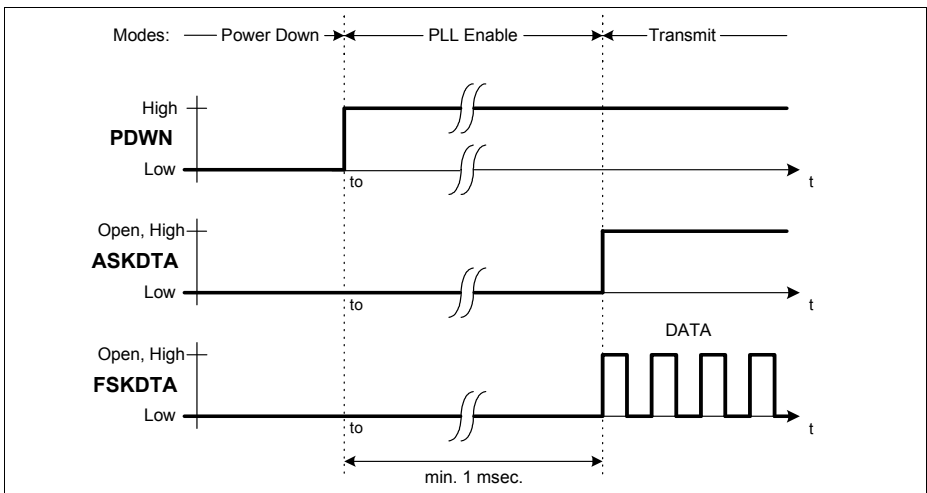 Modes: Power Down PLL Enable Transmit
High
PDWN
Low
to
t
Open, High
ASKDTA
Low
to
t
DATA
Open, High
FSKDTA
Low
to
t
min. 1 msec.